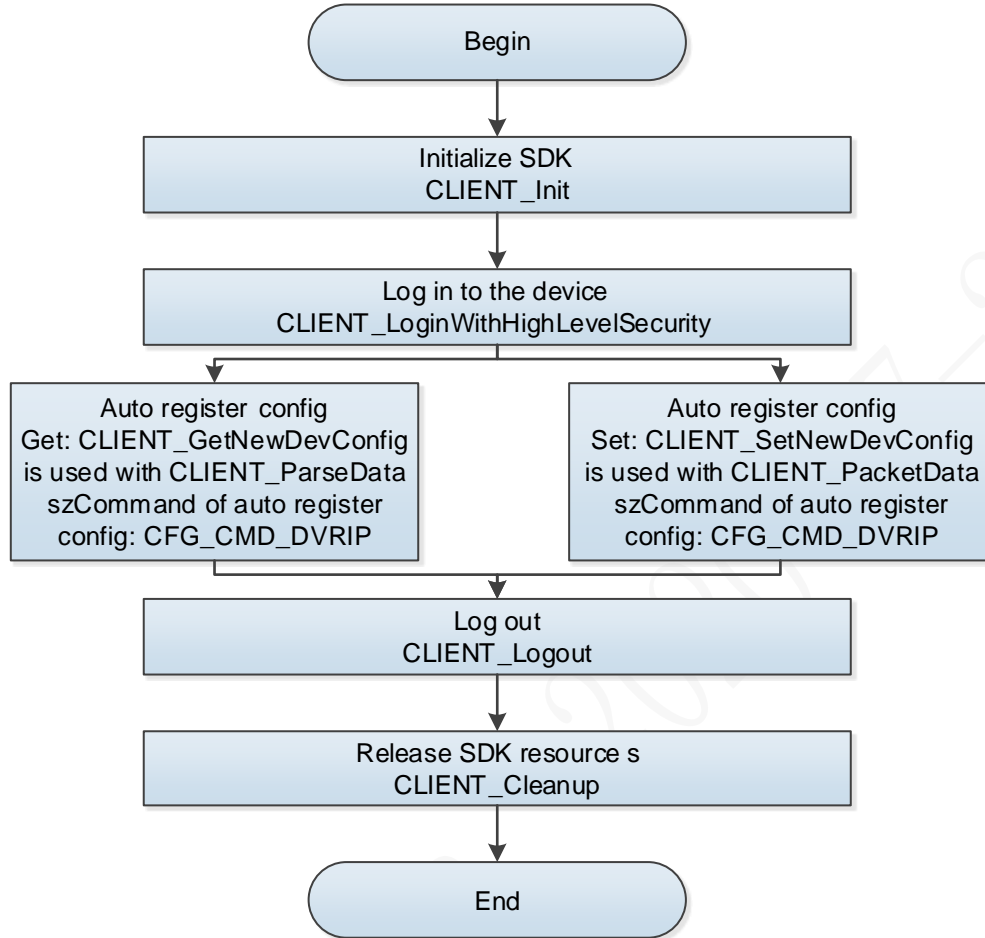 Begin
Initialize SDK
CLIENT_Init
Log in to the device
CLIENT_LoginWithHighLevelSecurity
Auto register config
Get: CLIENT_GetNewDevConfig
is used with CLIENT_ParseData
szCommand of auto register
config: CFG_CMD_DVRIP
Auto register config
Set: CLIENT_SetNewDevConfig
is used with CLIENT_PacketData
szCommand of auto register
config: CFG_CMD_DVRIP
Log out
CLIENT_Logout
Release SDK resource s
CLIENT_Cleanup
End